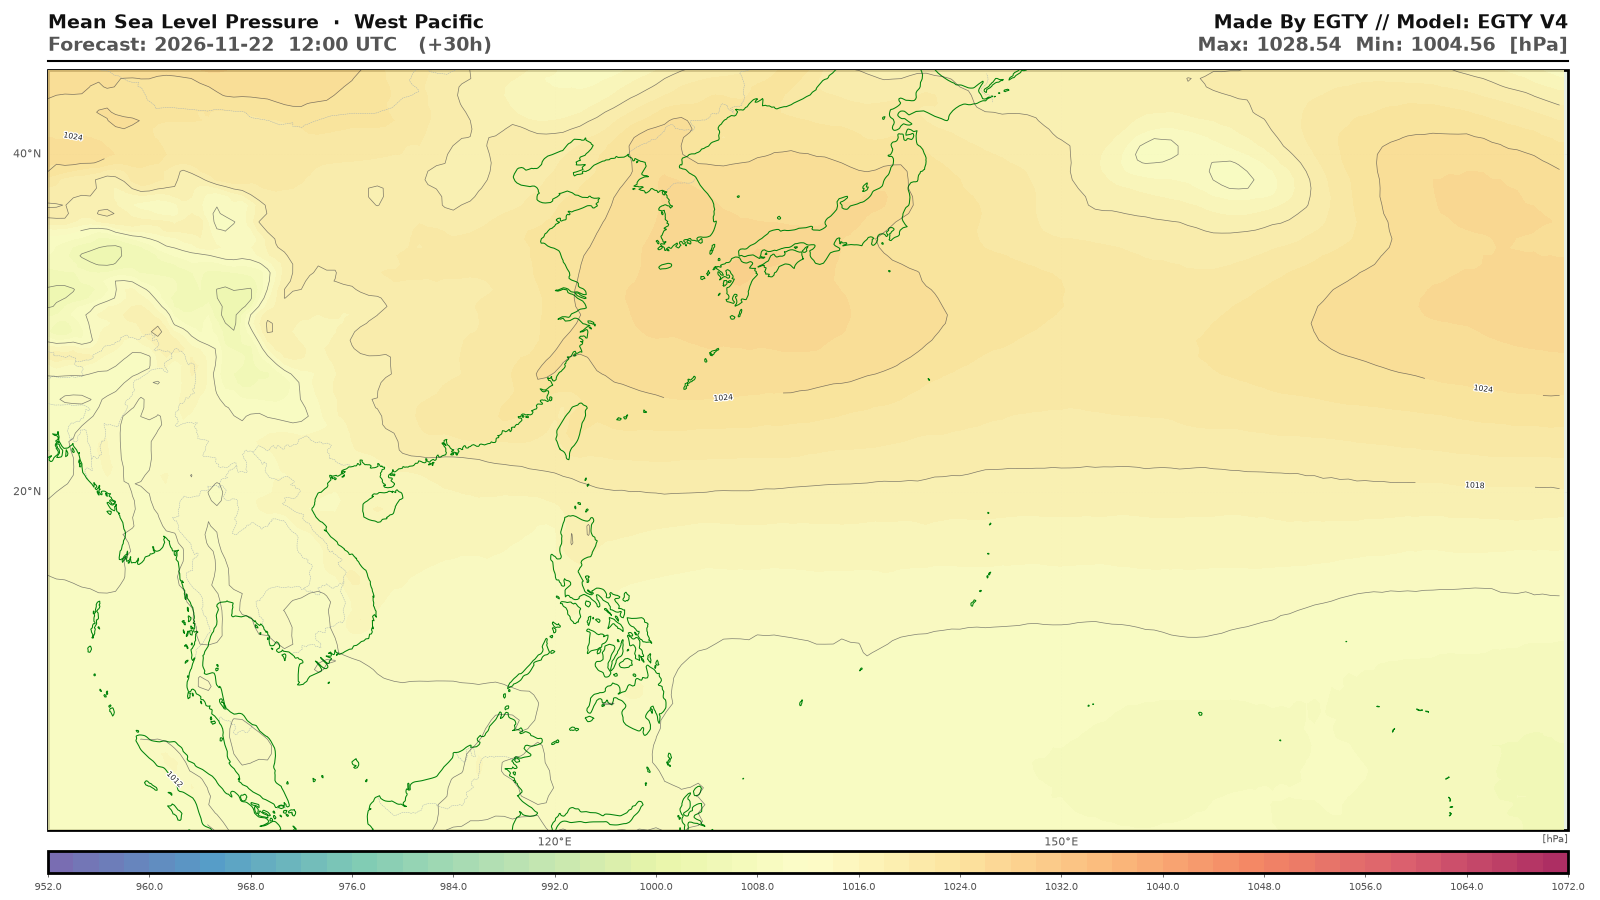 Mean Sea Level Pressure · West Pacific
Made By EGTY // Model: EGTY V4
Forecast: 2026-11-22 12:00 UTC (+30h)
Max: 1028.54 Min: 1004.56 [hPa]
1024
40°N
1024
1024
1018
20°N
1012
120°E
150°E
[hPa]
952.0 960.0 968.0 976.0 984.0 992.0 1000.0 1008.0 1016.0 1024.0 1032.0 1040.0 1048.0 1056.0 1064.0 1072.0